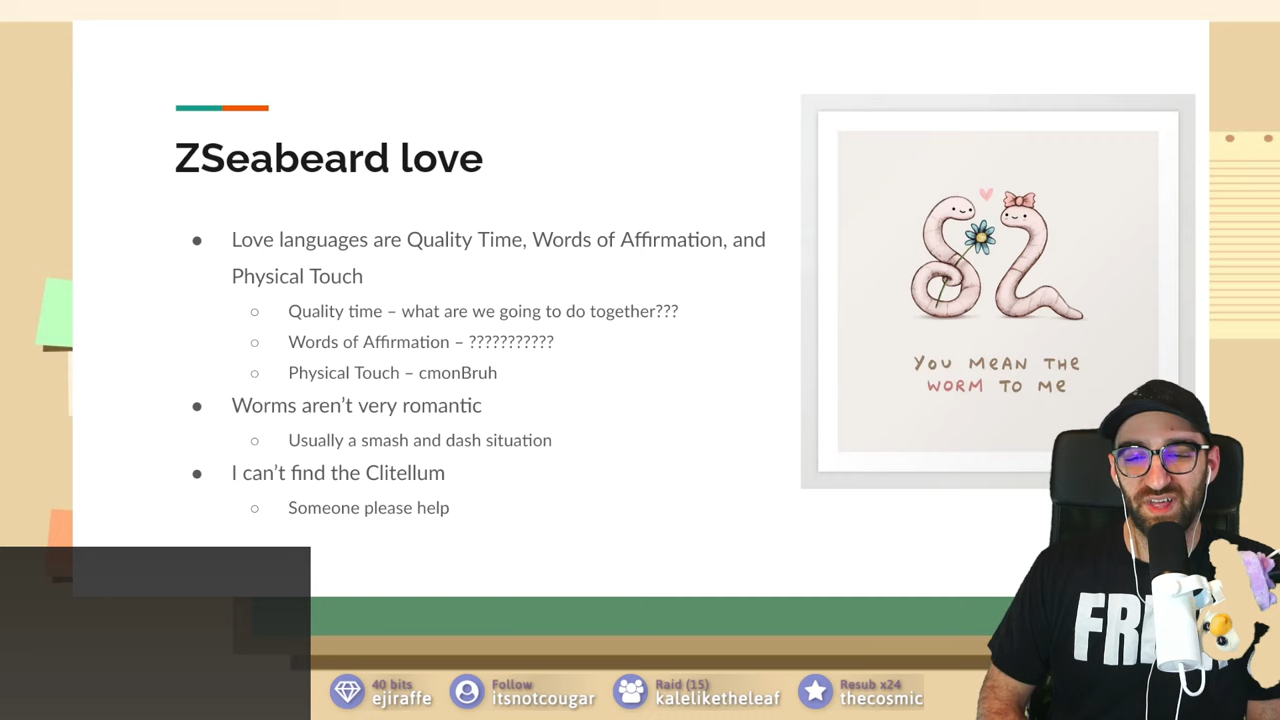 ZSeabeard love
● Love languages are Quality Time, Words of Affirmation, and
Physical Touch
○ Quality time – what are we going to do together???
○ Words of Affirmation – ???????????
○ Physical Touch – cmonBruh
● Worms aren't very romantic
○ Usually a smash and dash situation
● I can't find the Clitellum
○ Someone please help
YOU MEAN THE
WORM TO ME
40 bits
ejiraffe
Follow
itsnotcougar
Raid (15)
kaleliketheleaf
Resub x24
thecosmic